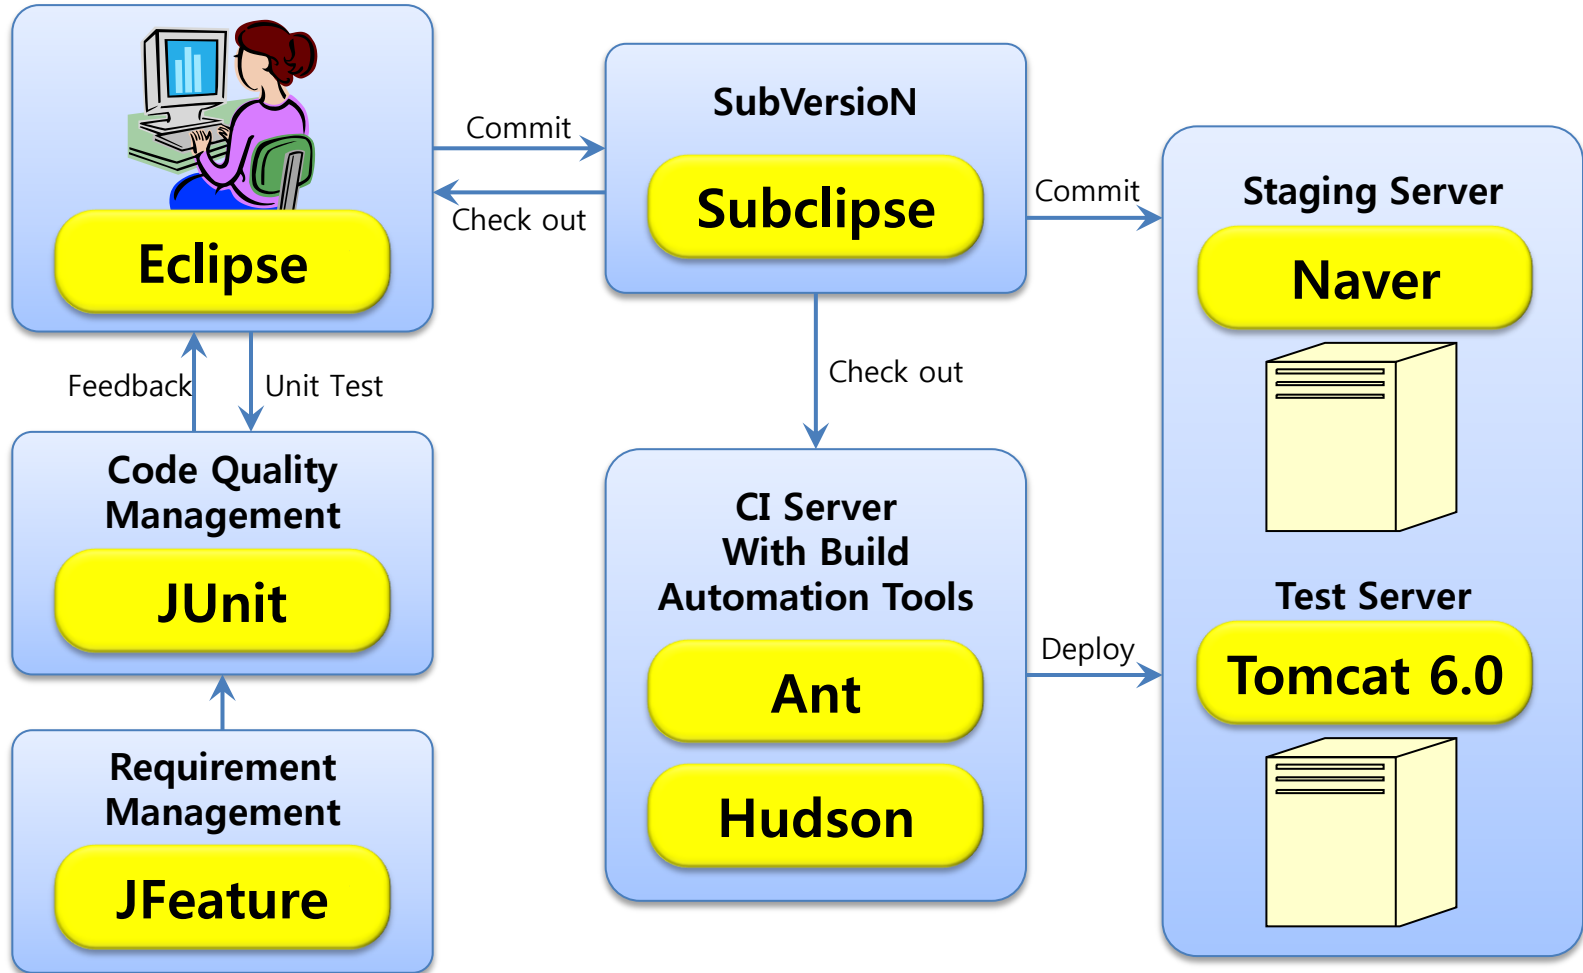 Eclipse
Commit
Check out
SubVersioN
Subclipse
Commit
Staging Server
Naver
Feedback
Unit Test
Check out
Code Quality
Management
JUnit
CI Server
With Build
Automation Tools
Ant
Hudson
Deploy
Test Server
Tomcat 6.0
Requirement
Management
JFeature